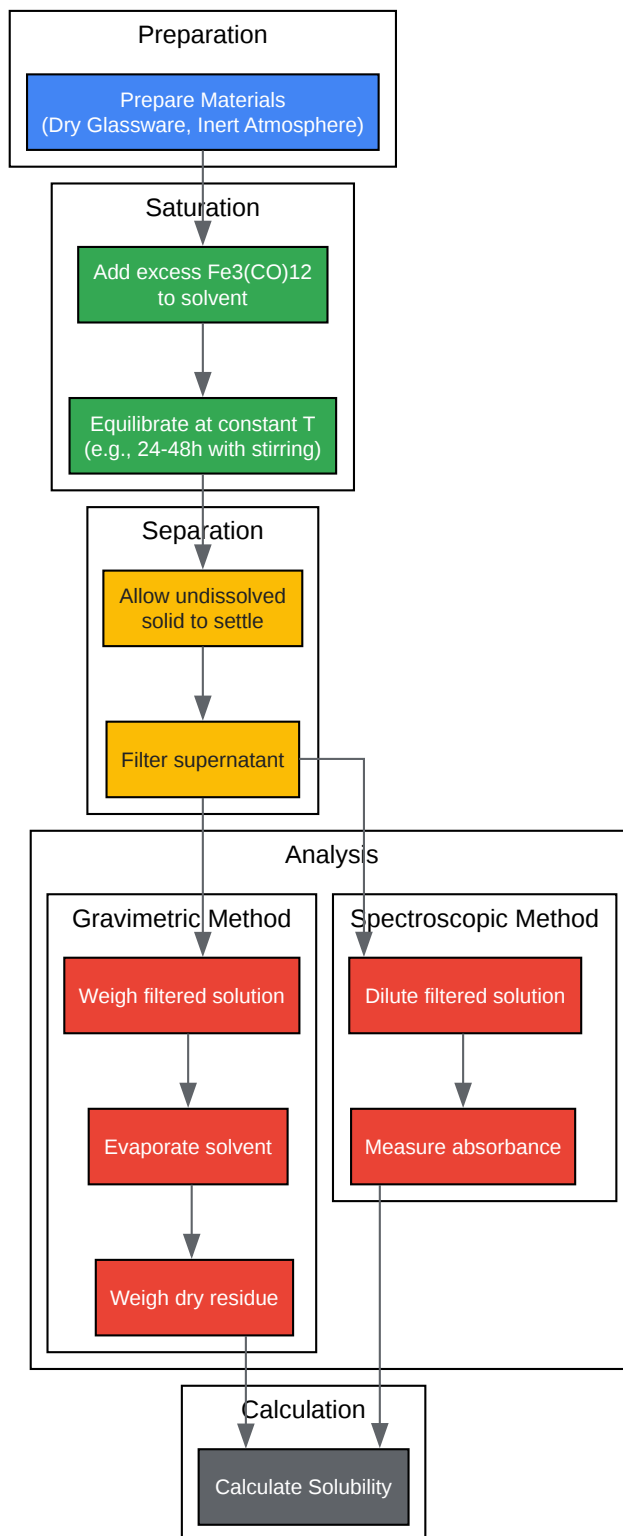 Preparation
Prepare Materials
(Dry Glassware, Inert Atmosphere)
Saturation
Add excess Fe3(CO)12
to solvent
Equilibrate at constant T
(e.g., 24-48h with stirring)
Separation
Allow undissolved
solid to settle
Filter supernatant
Analysis
Gravimetric Method
Weigh filtered solution
Evaporate solvent
Weigh dry residue
Spectroscopic Method
Dilute filtered solution
Measure absorbance
Calculation
Calculate Solubility